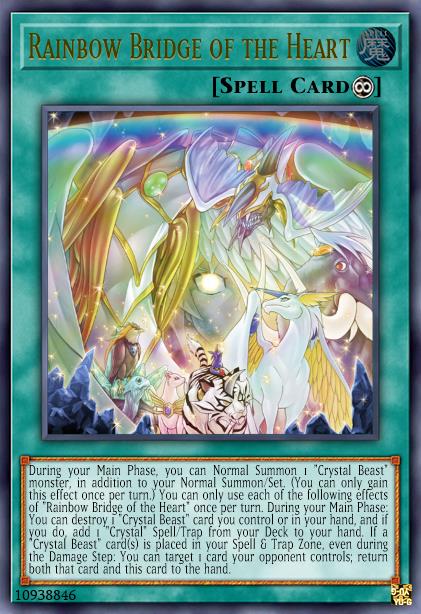 RAINBOW BRIDGE OF THE HEART
魔
[SPELL CARD]
During your Main Phase, you can Normal Summon 1 "Crystal Beast"
monster, in addition to your Normal Summon/Set. (You can only gain
this effect once per turn.) You can only use each of the following effects
of "Rainbow Bridge of the Heart" once per turn. During your Main Phase:
You can destroy 1 "Crystal Beast" card you control or in your hand, and if
you do, add 1 "Crystal" Spell/Trap from your Deck to your hand. If a
"Crystal Beast" card(s) is placed in your Spell & Trap Zone, even during
the Damage Step: You can target 1 card your opponent controls; return
both that card and this card to the hand.
10938846